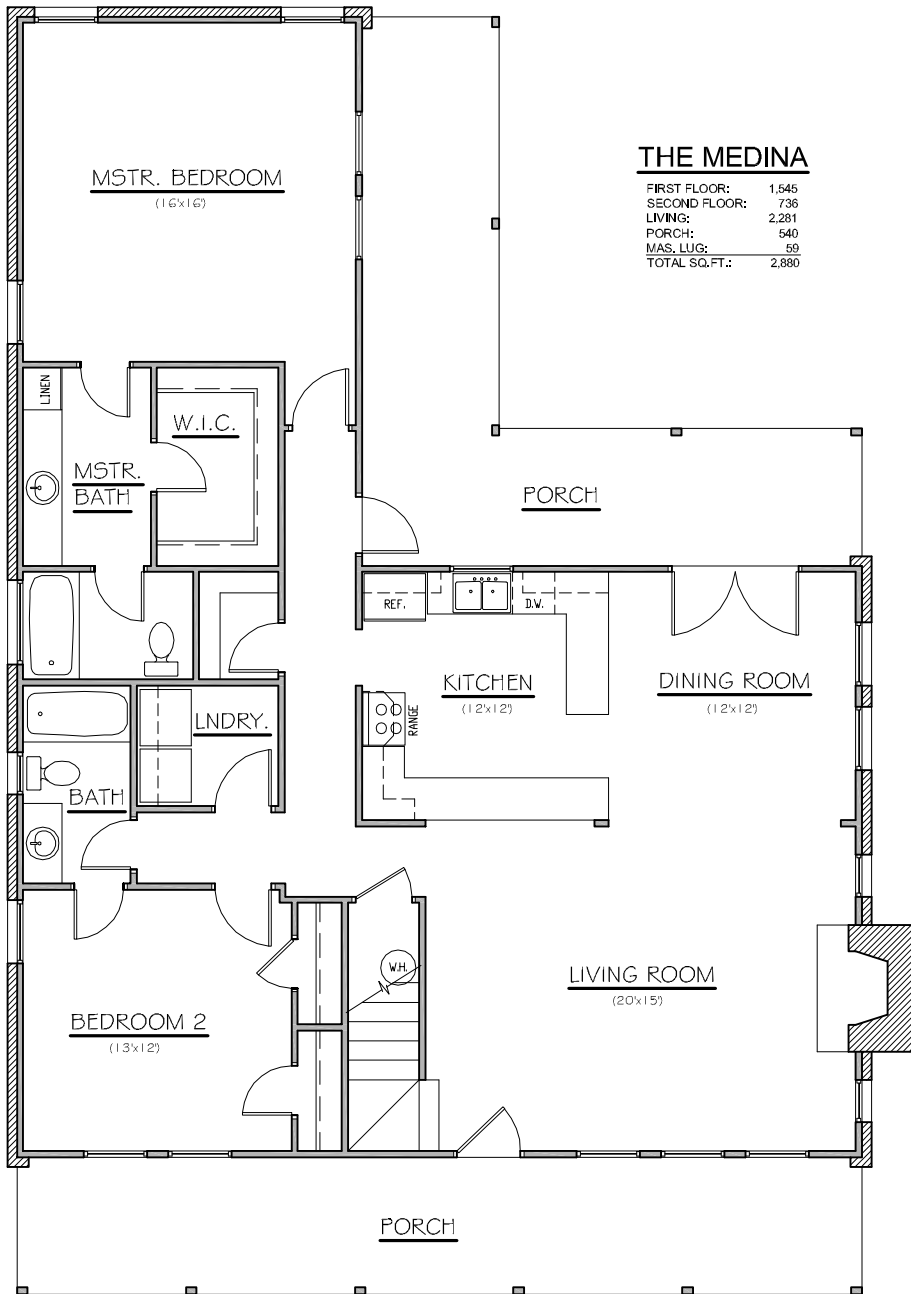 MSTR. BEDROOM
(16'x16')
THE MEDINA
FIRST FLOOR: 1,545
SECOND FLOOR: 736
LIVING: 2,281
PORCH: 540
MAS. LUG: 59
TOTAL SQ.FT.: 2,880
LINEN
W.I.C.
MSTR.
BATH
PORCH
REF.
D.W.
KITCHEN
(12'x12')
DINING ROOM
(12'x12')
RANGE
LNDRY.
BATH
W.H.
LIVING ROOM
(20'x15')
BEDROOM 2
(13'x12')
PORCH